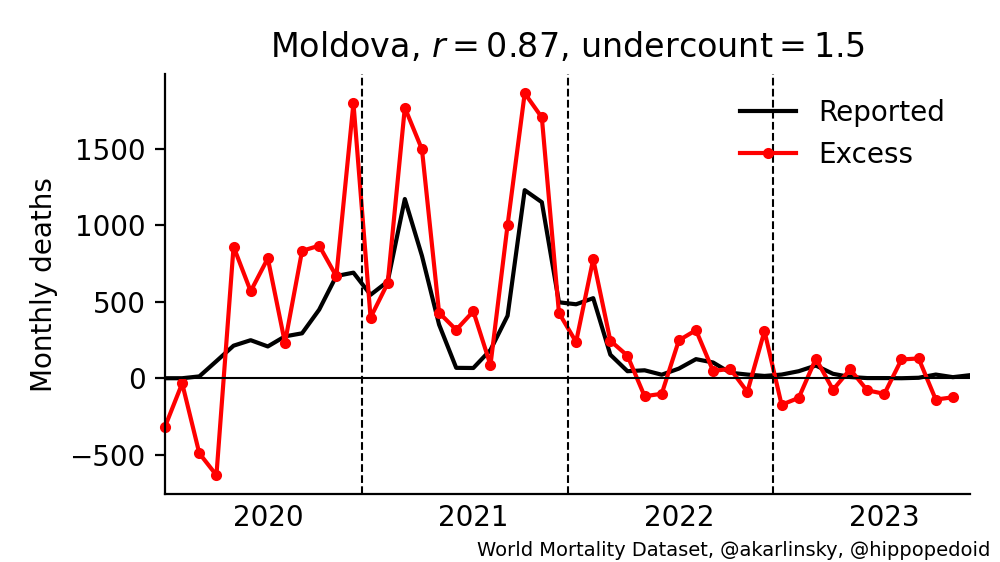 Moldova, r = 0.87, undercount = 1.5
Reported
Excess
Monthly deaths
1500
1000
500
0
−500
2020 2021 2022 2023
World Mortality Dataset, @akarlinsky, @hippopedoid